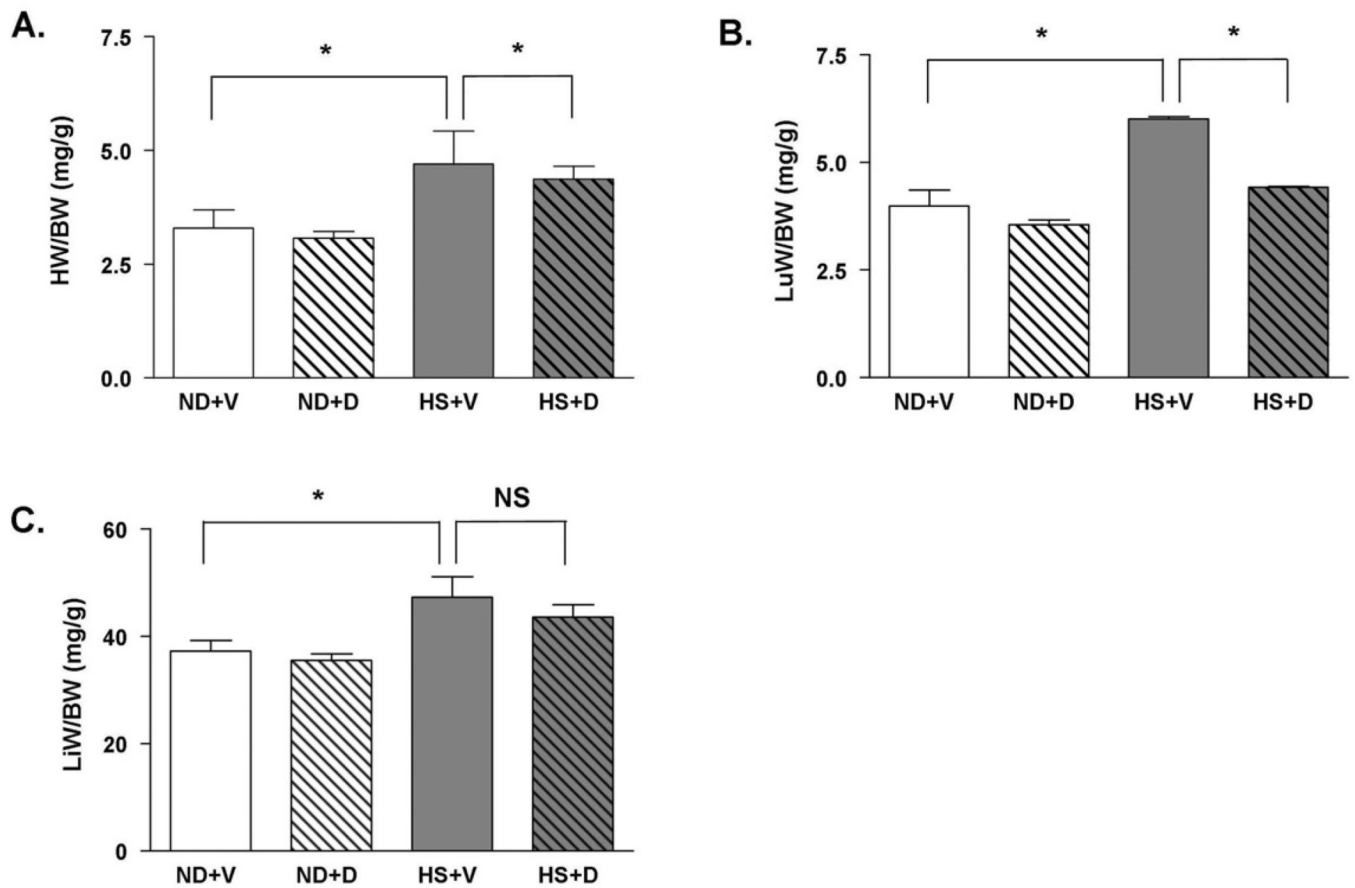 A.
HW/BW (mg/g)
7.5
5.0
2.5
0.0
* *
ND+V ND+D HS+V HS+D
B.
LuW/BW (mg/g)
7.5
5.0
2.5
0.0
* *
ND+V ND+D HS+V HS+D
C.
LiW/BW (mg/g)
60
40
20
0
* NS
ND+V ND+D HS+V HS+D